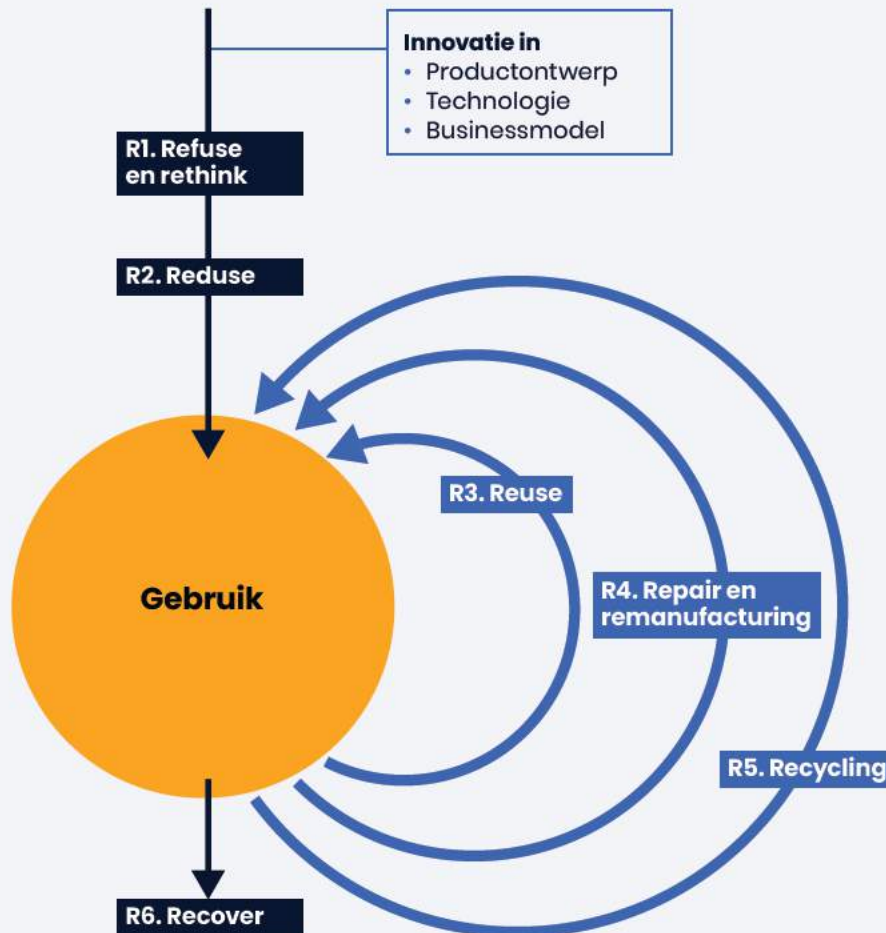 Innovatie in
• Productontwerp
• Technologie
• Businessmodel
R1. Refuse
en rethink
R2. Reduse
R3. Reuse
Gebruik
R4. Repair en
remanufacturing
R5. Recycling
R6. Recover